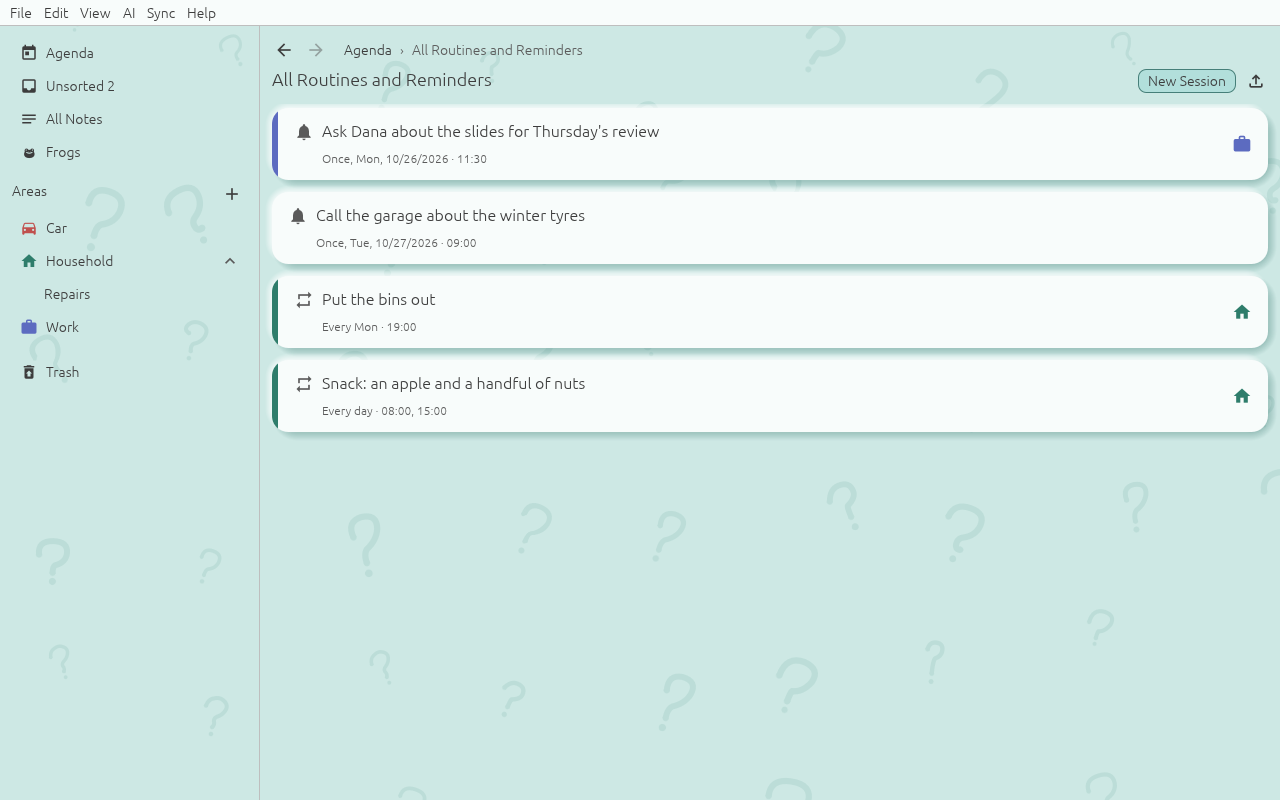 File Edit View AI Sync Help
Agenda
Unsorted 2
All Notes
Frogs
Areas
Car
Household
Repairs
Work
Trash
Agenda › All Routines and Reminders
All Routines and Reminders
New Session
Ask Dana about the slides for Thursday's review
Once, Mon, 10/26/2026 · 11:30
Call the garage about the winter tyres
Once, Tue, 10/27/2026 · 09:00
Put the bins out
Every Mon · 19:00
Snack: an apple and a handful of nuts
Every day · 08:00, 15:00